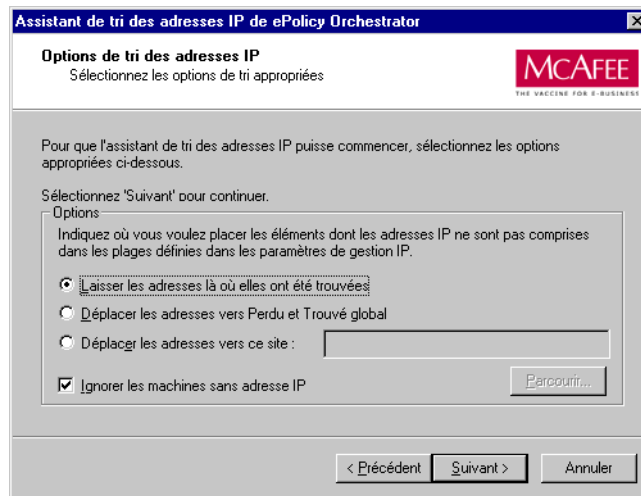 Assistant de tri des adresses IP de ePolicy Orchestrator
Options de tri des adresses IP
Sélectionnez les options de tri appropriées
McAFEE
THE VACCINE FOR E-BUSINESS
Pour que l'assistant de tri des adresses IP puisse commencer, sélectionnez les options
appropriées ci-dessous.
Sélectionnez 'Suivant' pour continuer.
Options
Indiquez où vous voulez placer les éléments dont les adresses IP ne sont pas comprises
dans les plages définies dans les paramètres de gestion IP.
Laisser les adresses là où elles ont été trouvées
Déplacer les adresses vers Perdu et Trouvé global
Déplacer les adresses vers ce site :
Ignorer les machines sans adresse IP
Parcourir...
< Précédent
Suivant >
Annuler